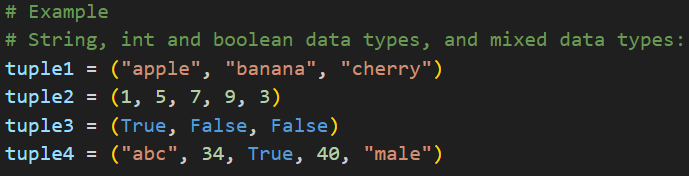 # Example
# String, int and boolean data types, and mixed data types:
tuple1 = ("apple", "banana", "cherry")
tuple2 = (1, 5, 7, 9, 3)
tuple3 = (True, False, False)
tuple4 = ("abc", 34, True, 40, "male")